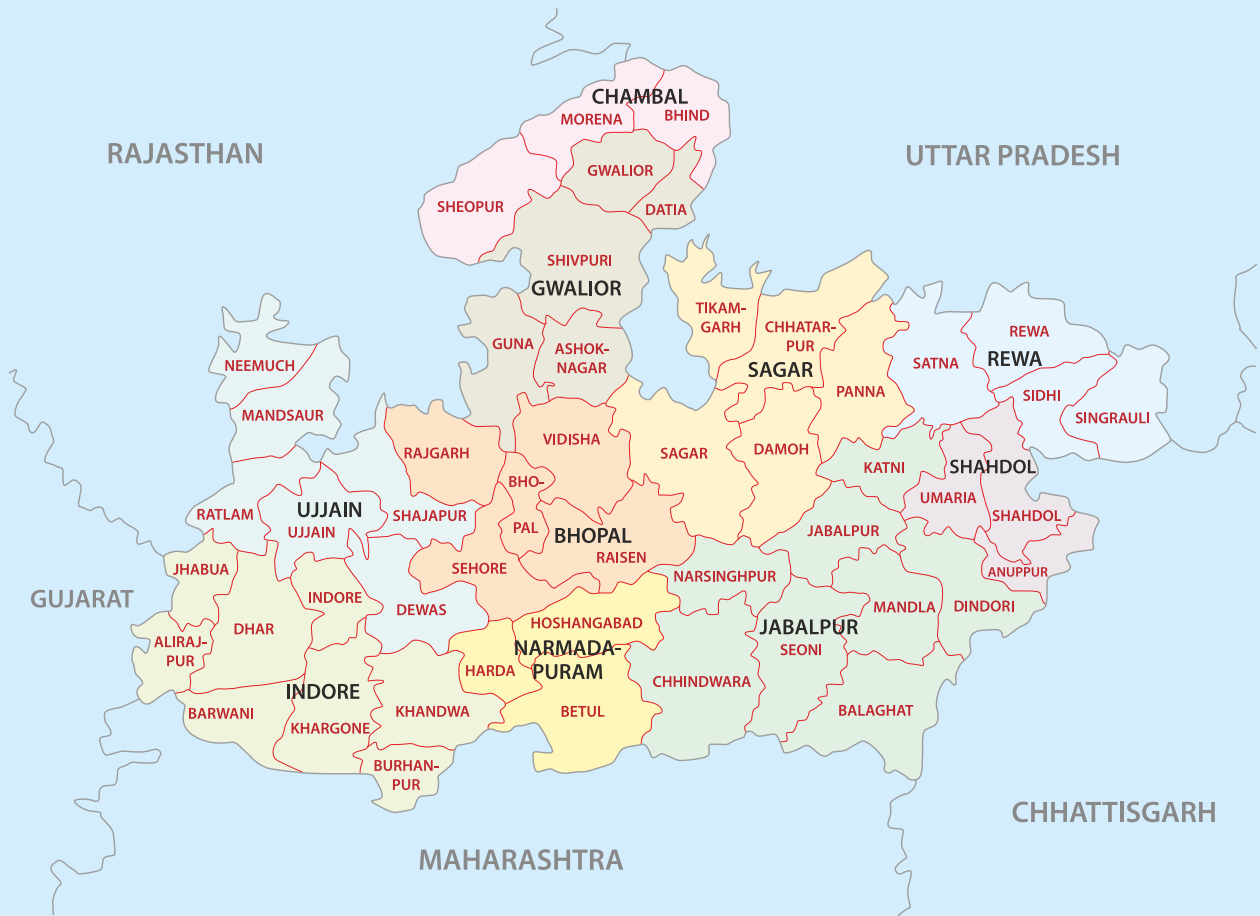 CHAMBAL
MORENA
BHIND
RAJASTHAN
UTTAR PRADESH
GWALIOR
SHEOPUR
DATIA
SHIVPURI
GWALIOR
TIKAM-
GARH
CHHATAR-
PUR
GUNA
ASHOK-
NAGAR
REWA
REWA
SATNA
SAGAR
NEEMUCH
MANDSAUR
PANNA
SIDHI
SINGRAULI
VIDISHA
RAJGARH
SAGAR
DAMOH
KATNI
SHAHDOL
BHO-
PAL
UMARIA
UJJAIN
UJJAIN
RATLAM
SHAJAPUR
SHAHDOL
JABALPUR
BHOPAL
RAISEN
JHABUA
SEHORE
NARSINGHPUR
ANUPPUR
GUJARAT
INDORE
DEWAS
MANDLA
DINDORI
DHAR
HOSHANGABAD
JABALPUR
SEONI
ALIRAJ-
PUR
NARMADA-
PURAM
HARDA
CHHINDWARA
INDORE
BARWANI
KHARGONE
KHANDWA
BETUL
BALAGHAT
BURHAN-
PUR
CHHATTISGARH
MAHARASHTRA